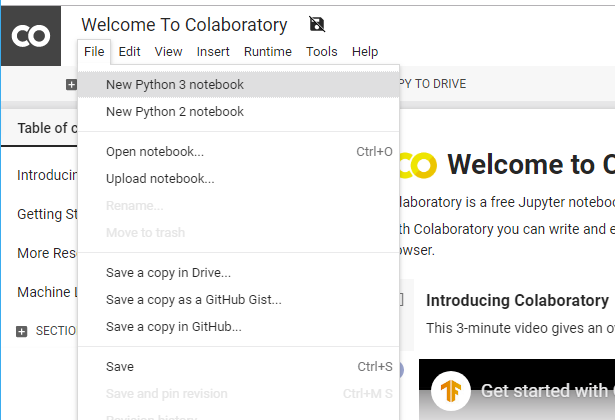 CO Welcome To Colaboratory
File Edit View Insert Runtime Tools Help
New Python 3 notebook
PY TO DRIVE
New Python 2 notebook
Table of c
Open notebook... Ctrl+O
CO Welcome to C
Introducin
Upload notebook...
Rename...
laboratory is a free Jupyter notebo
Getting St
Move to trash
th Colaboratory you can write and e
owser.
More Res
Save a copy in Drive...
Machine L
Save a copy as a GitHub Gist...
Introducing Colaboratory
SECTIO
Save a copy in GitHub...
This 3-minute video gives an o
Save Ctrl+S
Save and pin revision Ctrl+M S
Get started with
Revision history